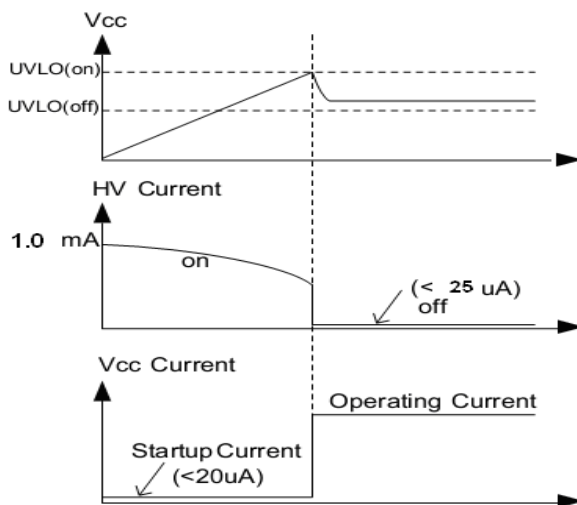 Vcc
UVLO(on)
UVLO(off)
HV Current
1.0 mA
on
(< 25 uA)
off
Vcc Current
Operating Current
Startup Current
(<20uA)